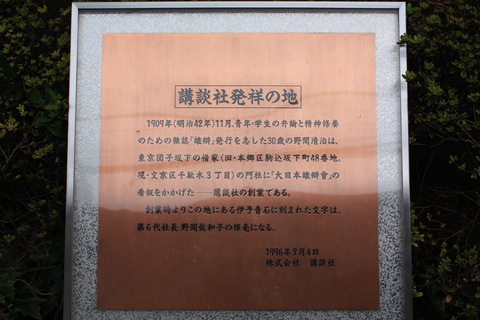 講談社発祥の地
1909年(明治42年)11月、青年・学生の弁論と精神修養
のための雑誌「雄辯」発行を志した30歳の野間清治は、
東京団子坂下の借家(旧・本郷区駒込坂下町48番地。
現・文京区千駄木3丁目)の門柱に「大日本雄辯會」の
看板をかかげた——講談社の創業である。
創業時よりこの地にある伊予青石に刻まれた文字は、
第6代社長 野間佐和子の揮毫になる。
1996年7月4日
株式会社 講談社